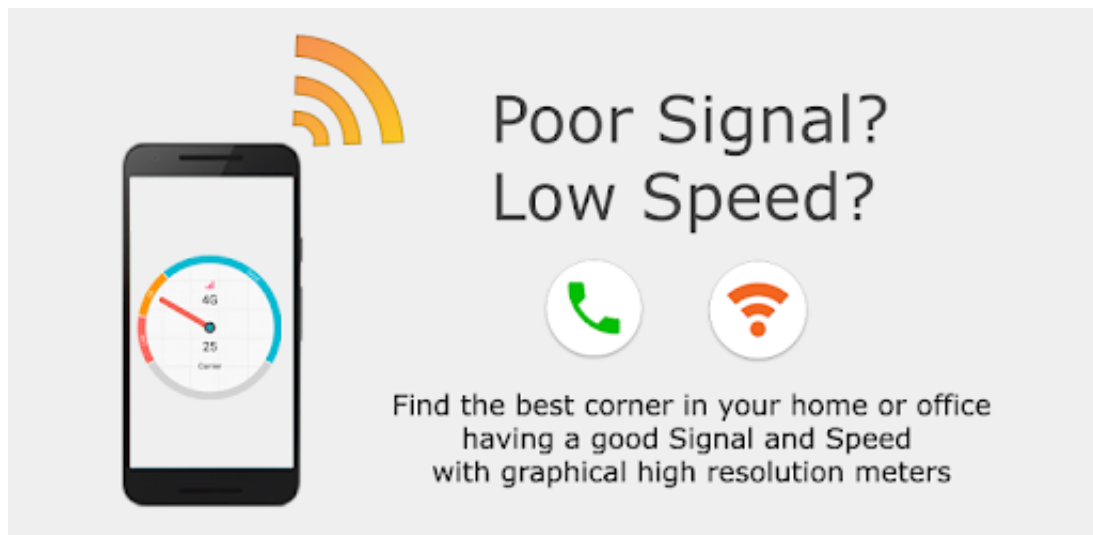 Poor Signal?
Low Speed?
4G
25
Carrier
Find the best corner in your home or office
having a good Signal and Speed
with graphical high resolution meters